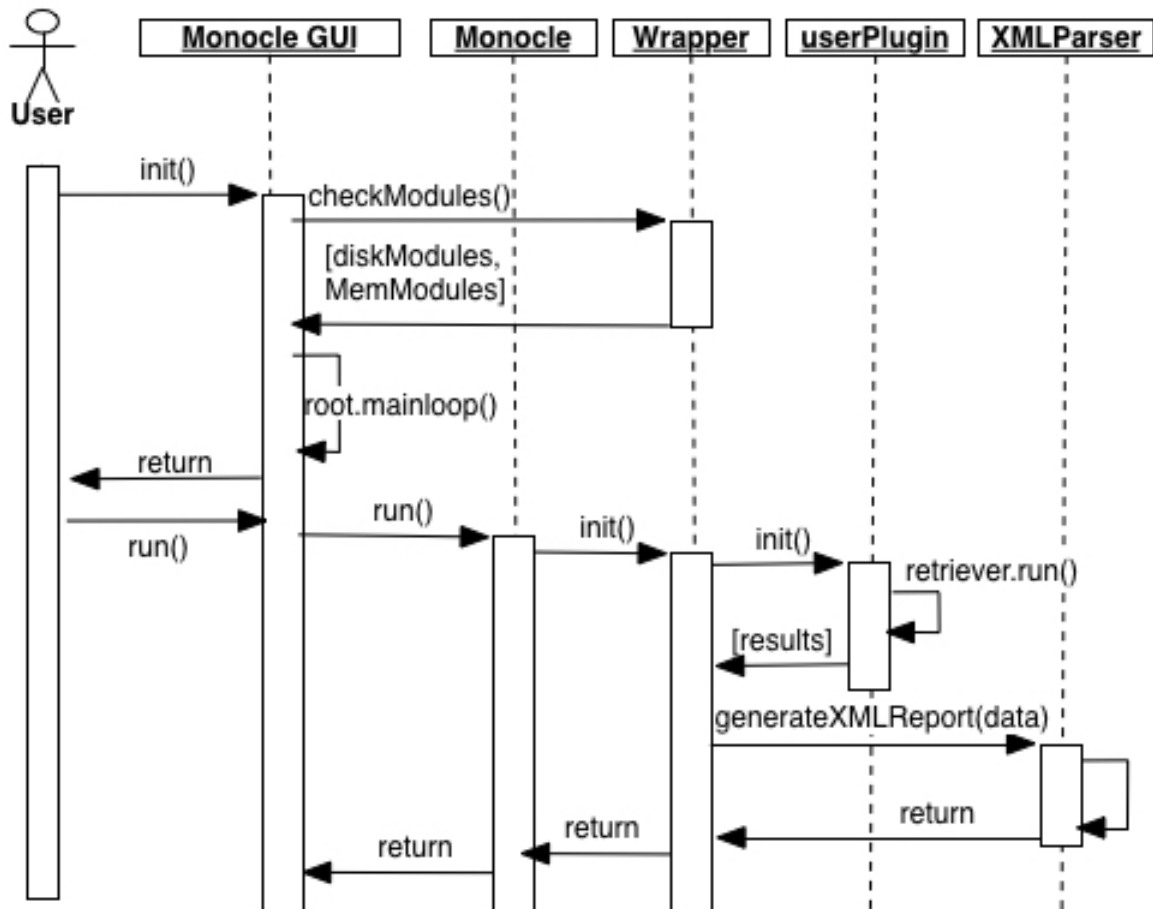 Monocle GUI
Monocle
Wrapper
userPlugin
XMLParser
User
init()
checkModules()
[diskModules,
MemModules]
root.mainloop()
return
run()
run()
init()
init()
retriever.run()
[results]
generateXMLReport(data)
return
return
return